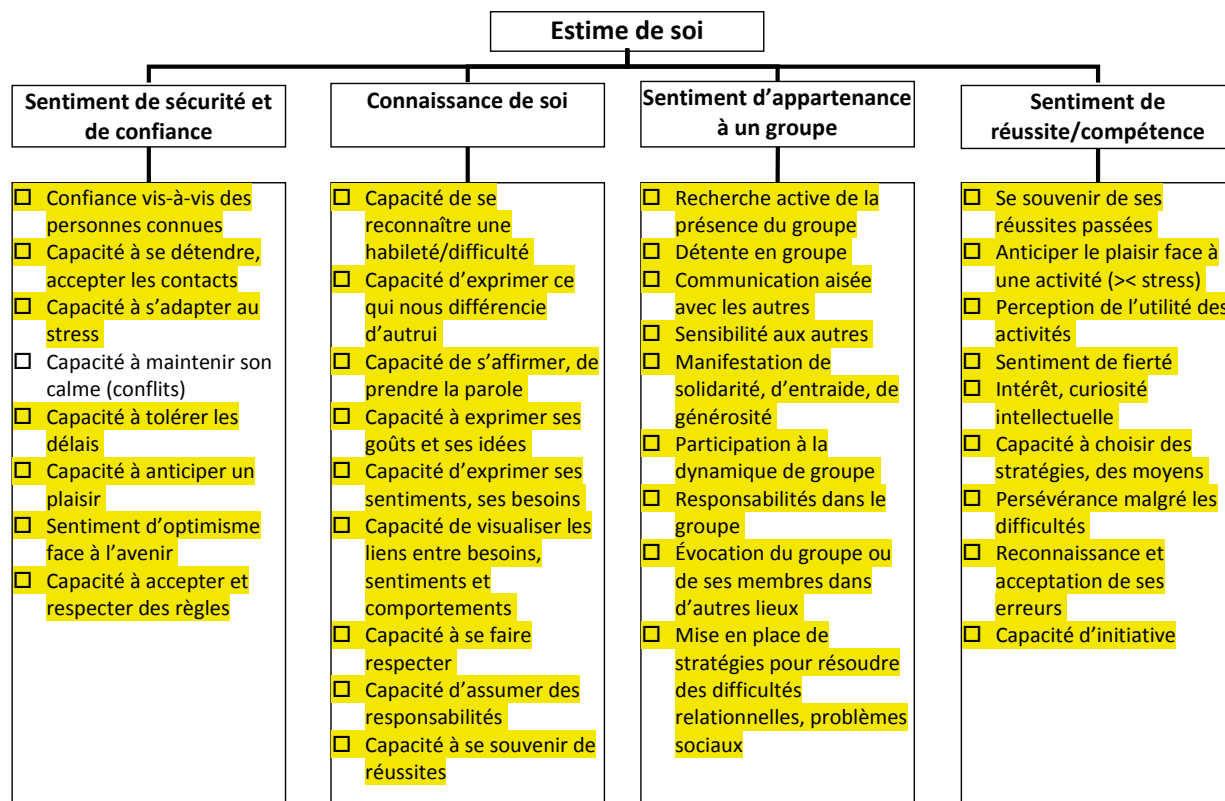 Estime de soi
Sentiment de sécurité et
de confiance
☐ Confiance vis-à-vis des
personnes connues
☐ Capacité à se détendre,
accepter les contacts
☐ Capacité à s’adapter au
stress
☐ Capacité à maintenir son
calme (conflits)
☐ Capacité à tolérer les
délais
☐ Capacité à anticiper un
plaisir
☐ Sentiment d’optimisme
face à l’avenir
☐ Capacité à accepter et
respecter des règles
Connaissance de soi
☐ Capacité de se
reconnaître une
habileté/difficulté
☐ Capacité d’exprimer ce
qui nous différencie
d’autrui
☐ Capacité de s’affirmer, de
prendre la parole
☐ Capacité à exprimer ses
goûts et ses idées
☐ Capacité d’exprimer ses
sentiments, ses besoins
☐ Capacité de visualiser les
liens entre besoins,
sentiments et
comportements
☐ Capacité à se faire
respecter
☐ Capacité d’assumer des
responsabilités
☐ Capacité à se souvenir de
réussites
Sentiment d’appartenance
à un groupe
☐ Recherche active de la
présence du groupe
☐ Détente en groupe
☐ Communication aisée
avec les autres
☐ Sensibilité aux autres
☐ Manifestation de
solidarité, d’entraide, de
générosité
☐ Participation à la
dynamique de groupe
☐ Responsabilités dans le
groupe
☐ Évocation du groupe ou
de ses membres dans
d’autres lieux
☐ Mise en place de
stratégies pour résoudre
des difficultés
relationnelles, problèmes
sociaux
Sentiment de
réussite/compétence
☐ Se souvenir de ses
réussites passées
☐ Anticiper le plaisir face à
une activité (>< stress)
☐ Perception de l’utilité des
activités
☐ Sentiment de fierté
☐ Intérêt, curiosité
intellectuelle
☐ Capacité à choisir des
stratégies, des moyens
☐ Persévérance malgré les
difficultés
☐ Reconnaissance et
acceptation de ses
erreurs
☐ Capacité d’initiative